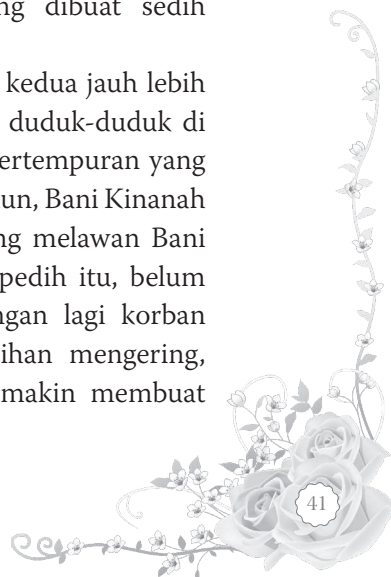 ng dibuat sedih
kedua jauh lebih
duduk-duduk di
ertempuran yang
un, Bani Kinanah
ng melawan Bani
pedih itu, belum
ngan lagi korban
ihan mengering,
makin membuat
41